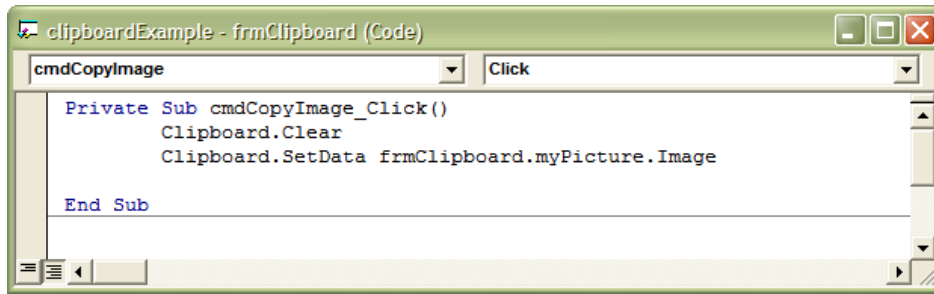 clipboardExample - frmClipboard (Code)
cmdCopyImage Click
Private Sub cmdCopyImage_Click()
Clipboard.Clear
Clipboard.SetData frmClipboard.myPicture.Image
End Sub